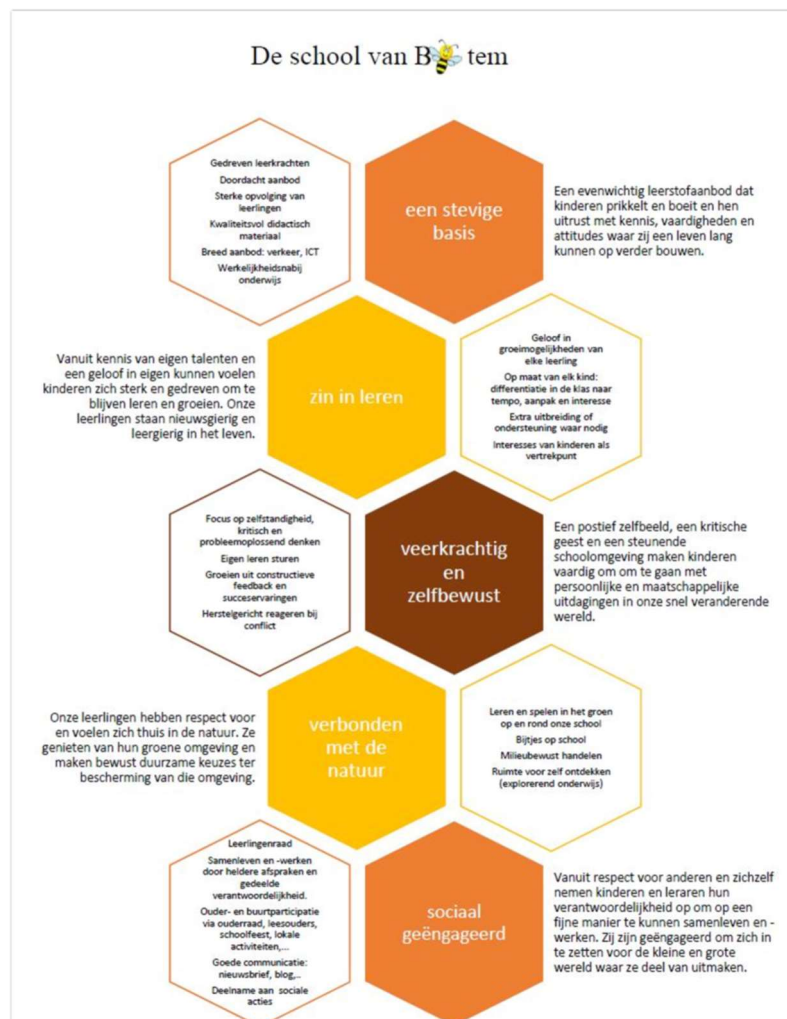 De school van B tem
Gedreven leerkrachten
Doordacht aanbod
Sterke opvolging van
leerlingen
Kwaliteitsvol didactisch
materiaal
Breed aanbod: verkeer, ICT
Werkelijkheidsnabij
onderwijs
een stevige
basis
Een evenwichtig leerstofaanbod dat
kinderen prikkelt en boeit en hen
uitrust met kennis, vaardigheden en
attitudes waar zij een leven lang
kunnen op verder bouwen.
Vanuit kennis van eigen talenten en
een geloof in eigen kunnen voelen
kinderen zich sterk en gedreven om te
blijven leren en groeien. Onze
leerlingen staan nieuwsgierig en
leergierig in het leven.
zin in leren
Geloof in
groeimogelijkheden van
elke leerling
Op maat van elk kind:
differentiatie in de klas naar
tempo, aanpak en interesse
Extra uitbreiding of
ondersteuning waar nodig
Interesses van kinderen als
vertrekpunt
Focus op zelfstandigheid,
kritisch en
probleemoplossend denken
Eigen leren sturen
Groeien uit constructieve
feedback en
succeservaringen
Herstelgericht reageren bij
conflict
veerkrachtig
en
zelfbewust
Een postief zelfbeeld, een kritische
geest en een steunende
schoolomgeving maken kinderen
vaardig om om te gaan met
persoonlijke en maatschappelijke
uitdagingen in onze snel veranderende
wereld.
Onze leerlingen hebben respect voor
en voelen zich thuis in de natuur. Ze
genieten van hun groene omgeving en
maken bewust duurzame keuzes ter
bescherming van die omgeving.
verbonden
met de
natuur
Leren en spelen in het groen
op en rond onze school
Bijtjes op school
Milieubewust handelen
Ruimte voor zelf ontdekken
(explorerend onderwijs)
Leerlingenraad
Samenleven en -werken
door heldere afspraken en
gedeelde
verantwoordelijkheid.
Ouder- en buurtparticipatie
via ouderraad, leesouders,
schoolfeest, lokale
activiteiten,...
Goede communicatie:
nieuwsbrief, blog,..
Deelname aan sociale
acties
sociaal
geëngageerd
Vanuit respect voor anderen en zichzelf
nemen kinderen en leraren hun
verantwoordelijkheid op om op een
fijne manier te kunnen samenleven en -
werken. Zij zijn geëngageerd om zich in
te zetten voor de kleine en grote
wereld waar ze deel van uitmaken.